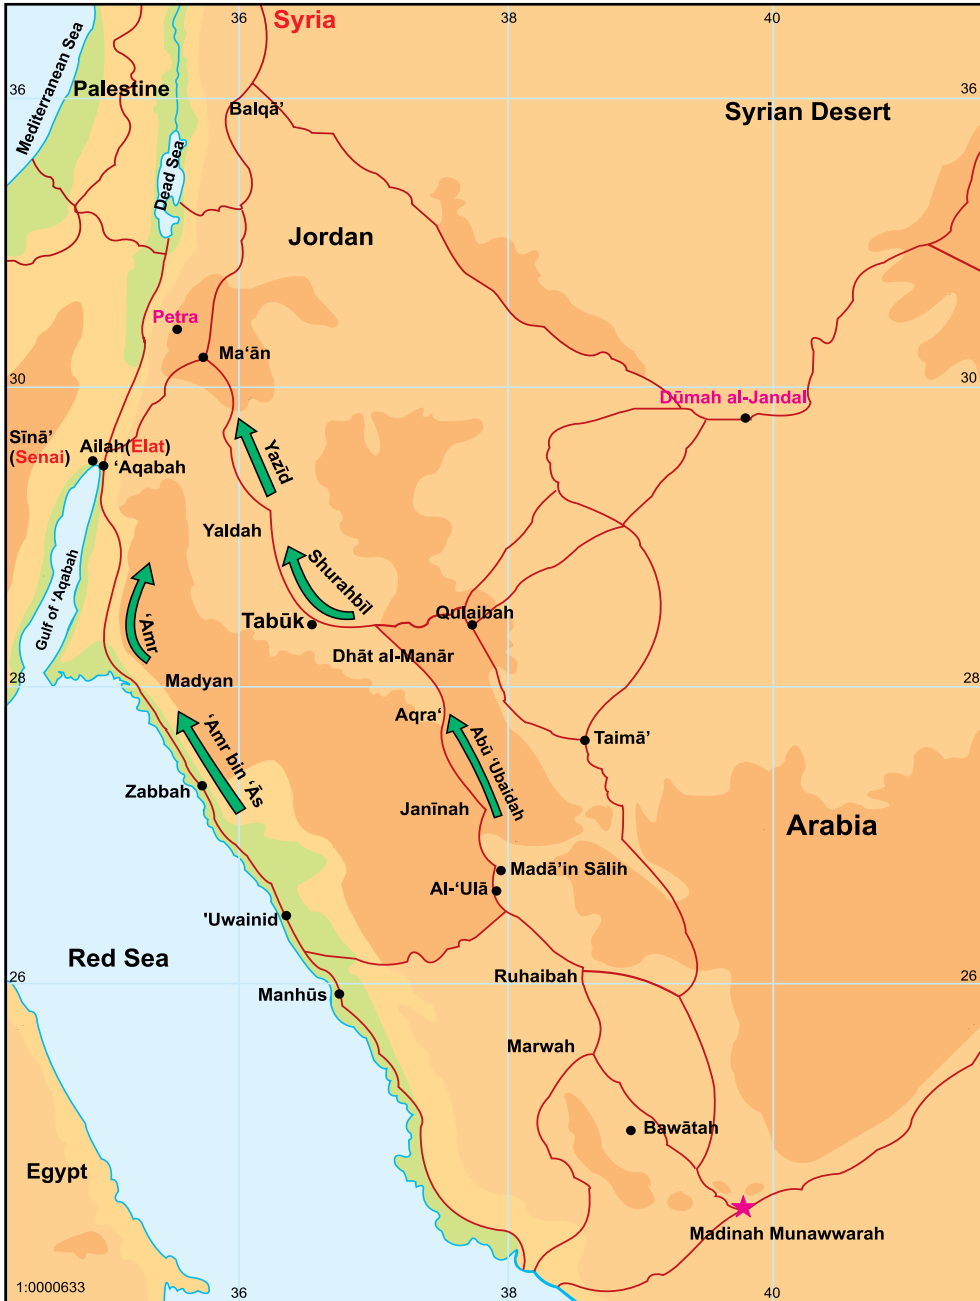 36
Syria
38
40
Mediterranean Sea
Palestine
36
36
Balqā’
Syrian Desert
Dead Sea
Jordan
Petra
Ma‘ān
30
30
Dūmah al-Jandal
Sīnā’
(Senai)
Ailah(Elat)
‘Aqabah
Yazīd
Yaldah
Gulf of ‘Aqabah
Shurahbīl
‘Amr
Tabūk
Qulaibah
Dhāt al-Manār
Madyan
28
28
Aqra‘
‘Amr bin ‘Ās
Abū ‘Ubaidah
Taimā’
Zabbah
Janīnah
Arabia
Madā’in Sālih
Al-‘Ulā
'Uwainid
Red Sea
Ruhaibah
26
26
Manhūs
Marwah
Bawātah
Egypt
Madinah Munawwarah
1:0000633
36
38
40